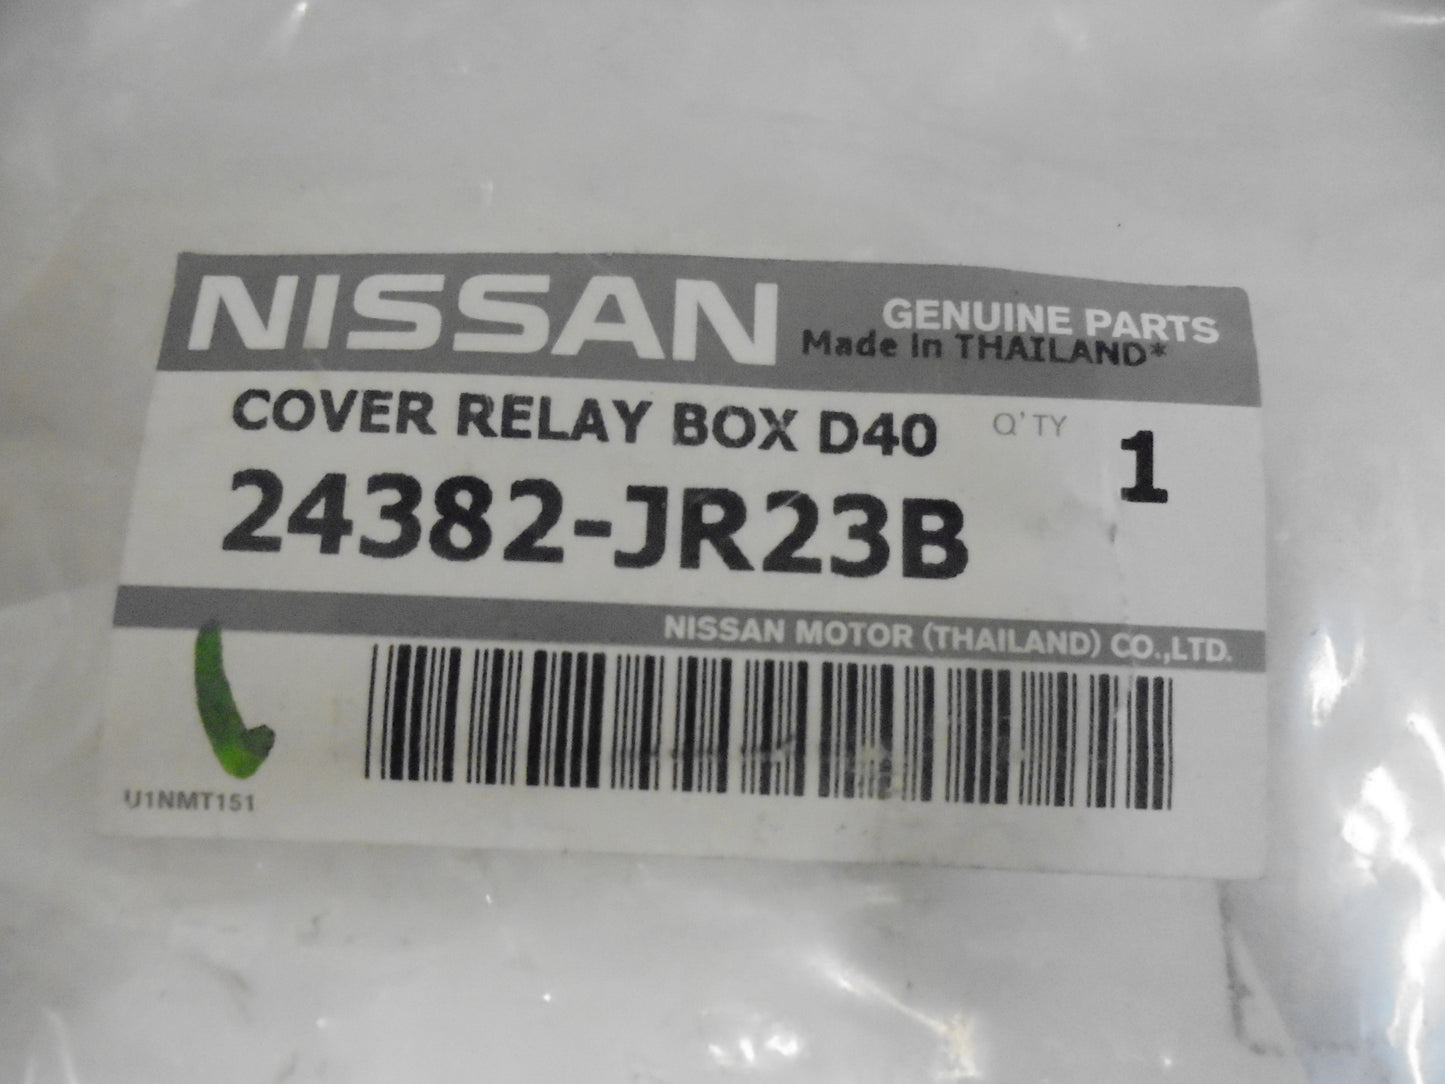 NISSAN
GENUINE PARTS
Made in THAILAND*
COVER RELAY BOX D40
Q'TY 1
24382-JR23B
NISSAN MOTOR (THAILAND) CO.,LTD.
U1NMT151